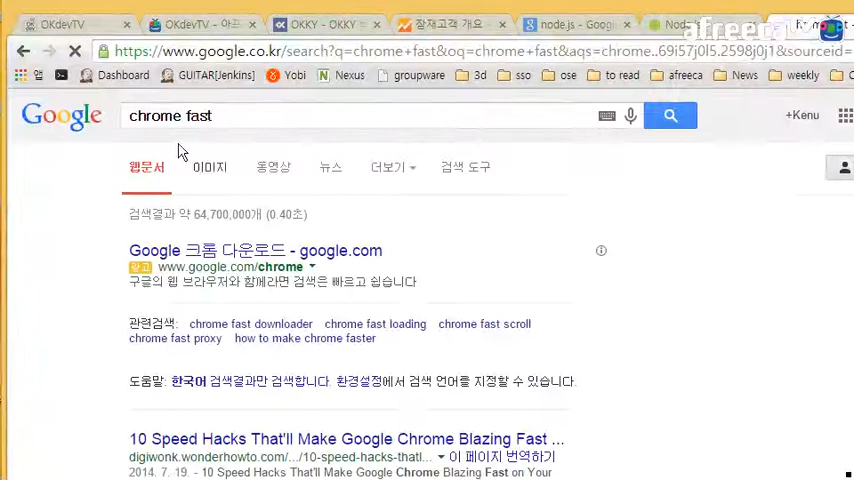 OKdevTV
OKdevTV - 아프
OKKY - OKKY
잠재고객 개요
node.js - Goog
Node
afreeca
https://www.google.co.kr/search?q=chrome+fast&oq=chrome+fast&aqs=chrome..69i57j0l5.2598j0j1&sourceid=
앱
Dashboard
GUITAR[Jenkins]
Yobi
Nexus
groupware
3d
sso
ose
to read
afreeca
News
weekly
Google
chrome fast
+Kenu
웹문서 이미지 동영상 뉴스 더보기 검색 도구
검색결과 약 64,700,000개 (0.40초)
Google 크롬 다운로드 - google.com
광고 www.google.com/chrome
구글의 웹 브라우저와 함께라면 검색은 빠르고 쉽습니다
관련검색: chrome fast downloader chrome fast loading chrome fast scroll
chrome fast proxy how to make chrome faster
도움말: 한국어 검색결과만 검색합니다. 환경설정에서 검색 언어를 지정할 수 있습니다.
10 Speed Hacks That'll Make Google Chrome Blazing Fast ...
digiwonk.wonderhowto.com/.../10-speed-hacks-thatl... 이 페이지 번역하기
2014. 7. 19. - 10 Speed Hacks That'll Make Google Chrome Blazing Fast on Your